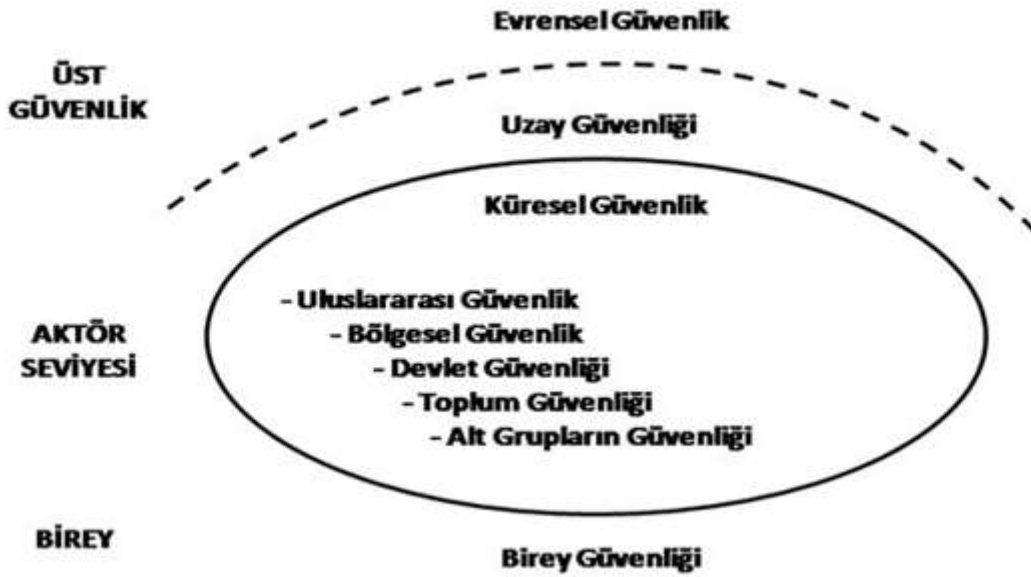 Evrensel Güvenlik
ÜST
GÜVENLİK
Uzay Güvenliği
Küresel Güvenlik
- Uluslararası Güvenlik
- Bölgesel Güvenlik
- Devlet Güvenliği
- Toplum Güvenliği
- Alt Grupların Güvenliği
AKTÖR
SEVİYESİ
BİREY
Birey Güvenliği